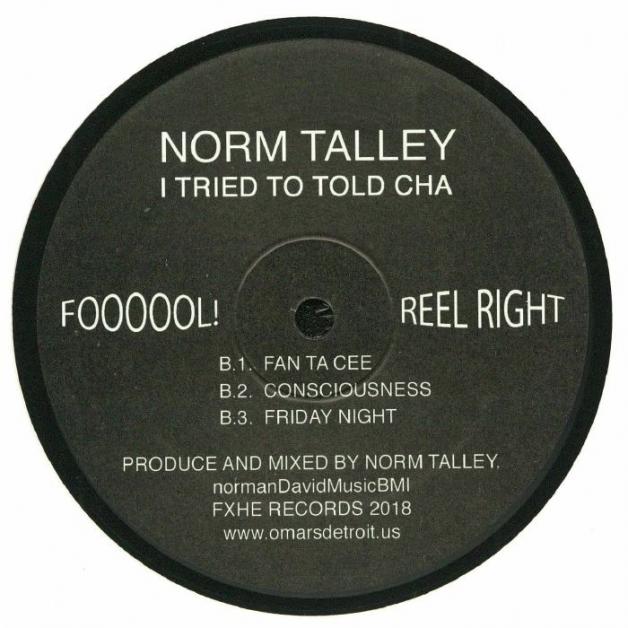 NORM TALLEY
I TRIED TO TOLD CHA
FOOOOOL! REEL RIGHT
B.1. FAN TA CEE
B.2. CONSCIOUSNESS
B.3. FRIDAY NIGHT
PRODUCE AND MIXED BY NORM TALLEY.
normanDavidMusicBMI
FXHE RECORDS 2018
www.omarsdetroit.us